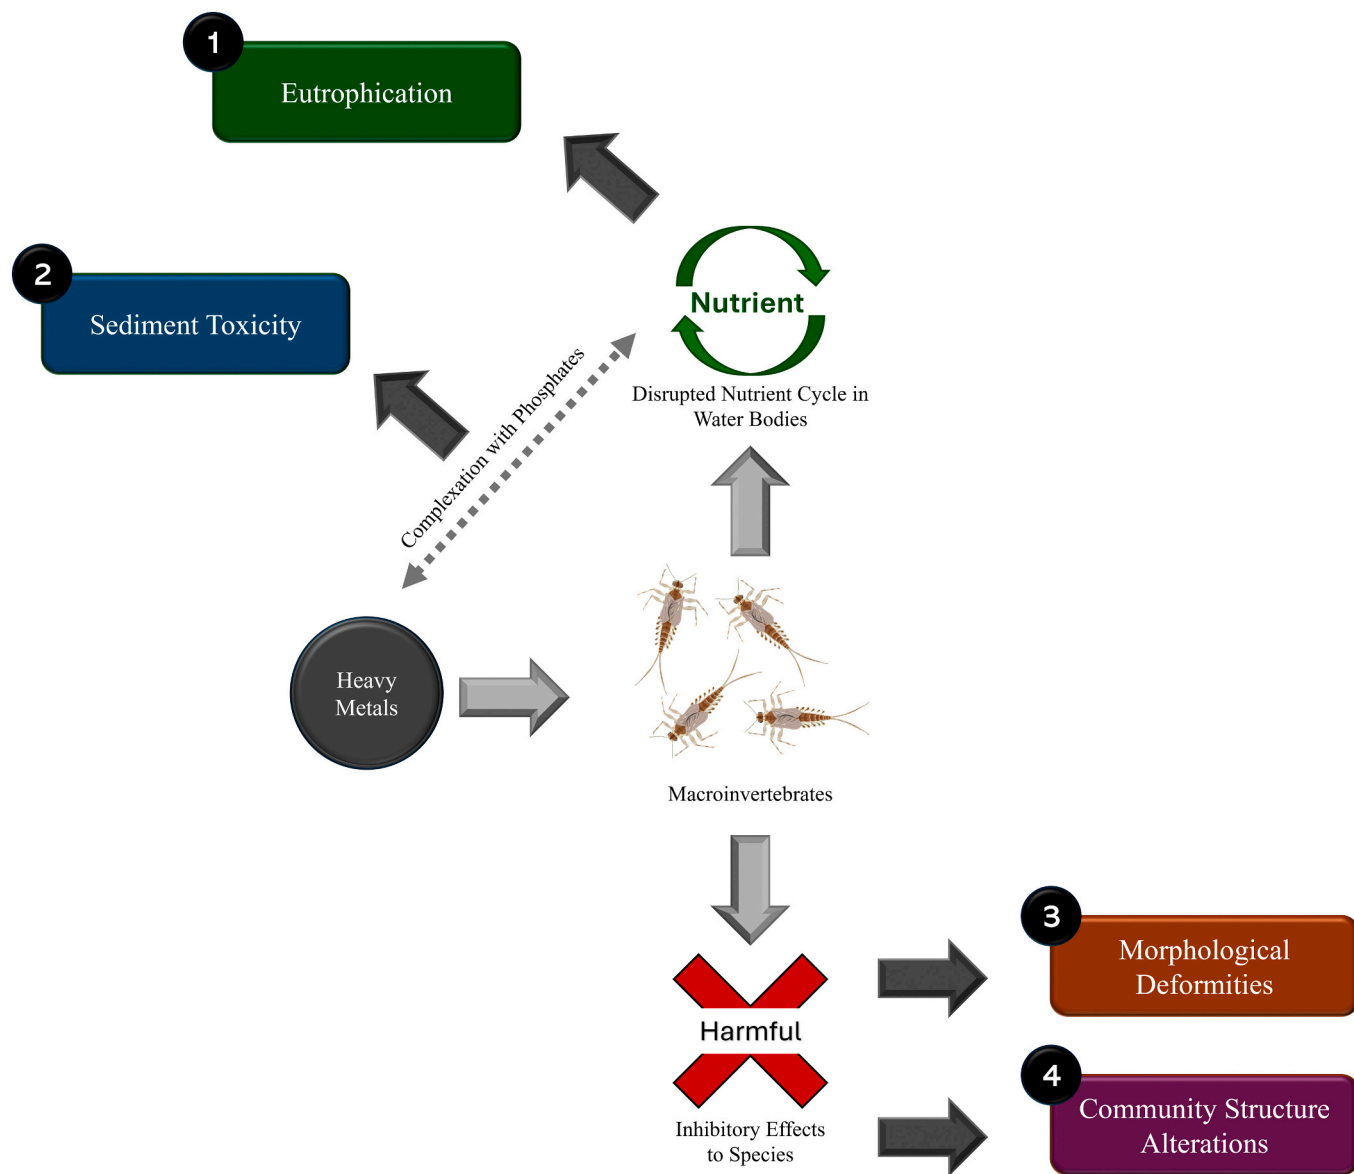 1
Eutrophication
2
Sediment Toxicity
Nutrient
Disrupted Nutrient Cycle in
Water Bodies
Complexation with Phosphates
Heavy
Metals
Macroinvertebrates
Harmful
Inhibitory Effects
to Species
3
Morphological
Deformities
4
Community Structure
Alterations